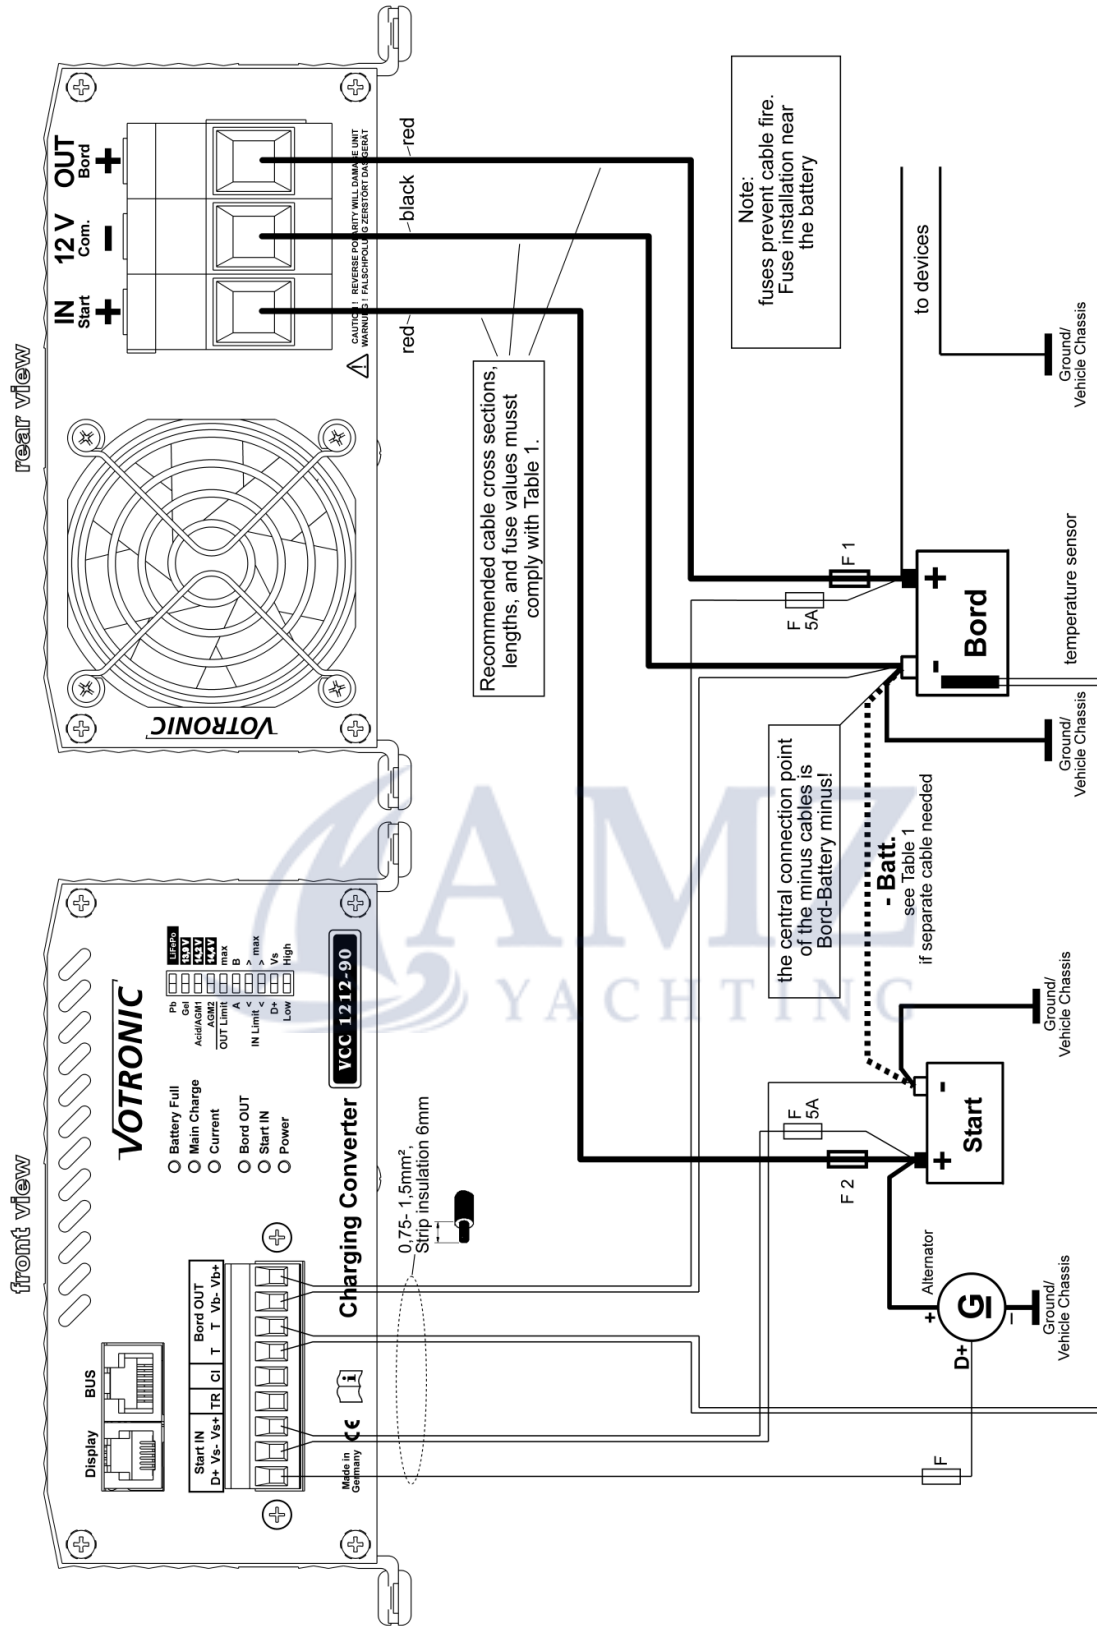 front view
rear view
Display
BUS
VOTRONIC
Battery Full
Main Charge
Current
Bord OUT
Start IN
Power
Pb
LiFePo
Gel
Acid/AGM1
AGM2
OUT Limit
max
A
B
IN Limit
<
>
<
>
max
D+
Vs
Low
High
Start IN
D+ Vs- Vs+
TR
CI
Bord OUT
T T Vb- Vb+
Made in
Germany
CE
i
Charging Converter
VCC 1212-90
VOTRONIC
IN
Start
+
12 V
Com.
−
OUT
Bord
+
CAUTION ! REVERSE POLARITY WILL DAMAGE UNIT
WARNUNG ! FALSCHPOLUNG ZERSTÖRT DAS GERÄT
red
black
red
0,75- 1,5mm²,
Strip insulation 6mm
Recommended cable cross sections,
lengths, and fuse values musst
comply with Table 1.
Note:
fuses prevent cable fire.
Fuse installation near
the battery
the central connection point
of the minus cables is
Bord-Battery minus!
- Batt.
see Table 1
if separate cable needed
F
D+
Alternator
+
G
−
Ground/
Vehicle Chassis
F 2
F
5A
+
-
Start
Ground/
Vehicle Chassis
F
5A
F 1
-
+
Bord
Ground/
Vehicle Chassis
temperature sensor
to devices
Ground/
Vehicle Chassis
AMZ
YACHTING